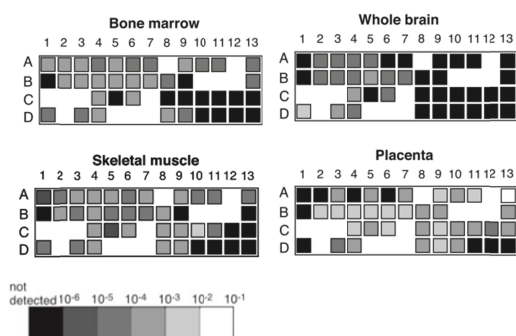 Bone marrow
1 2 3 4 5 6 7 8 9 10 11 12 13
A
B
C
D
Whole brain
1 2 3 4 5 6 7 8 9 10 11 12 13
A
B
C
D
Skeletal muscle
1 2 3 4 5 6 7 8 9 10 11 12 13
A
B
C
D
Placenta
1 2 3 4 5 6 7 8 9 10 11 12 13
A
B
C
D
not
detected 10⁻⁶ 10⁻⁵ 10⁻⁴ 10⁻³ 10⁻² 10⁻¹